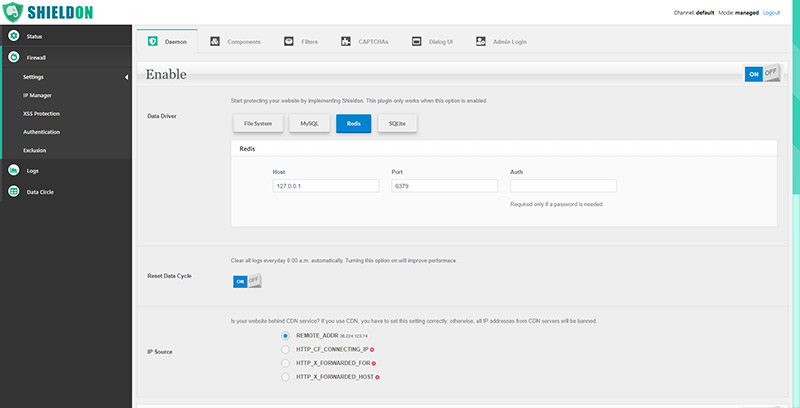 SHIELDON
Channel: default Mode: managed Logout
Status
Firewall
Settings
IP Manager
XSS Protection
Authentication
Exclusion
Logs
Data Circle
Daemon Components Filters CAPTCHAs Dialog UI Admin Login
Enable ON OFF
Start protecting your website by implementing Shieldon. This plugin only works when this option is enabled.
Data Driver
File System MySQL Redis SQLite
Redis
Host Port Auth
127.0.0.1 6379
Required only if a password is needed
Clear all logs everyday 0:00 a.m. automatically. Turning this option on will improve performace.
Reset Data Cycle ON OFF
Is your website behind CDN service? If you use CDN, you have to set this setting correctly; otherwise, all IP addresses from CDN servers will be banned.
IP Source
REMOTE_ADDR
HTTP_CF_CONNECTING_IP
HTTP_X_FORWARDED_FOR
HTTP_X_FORWARDED_HOST